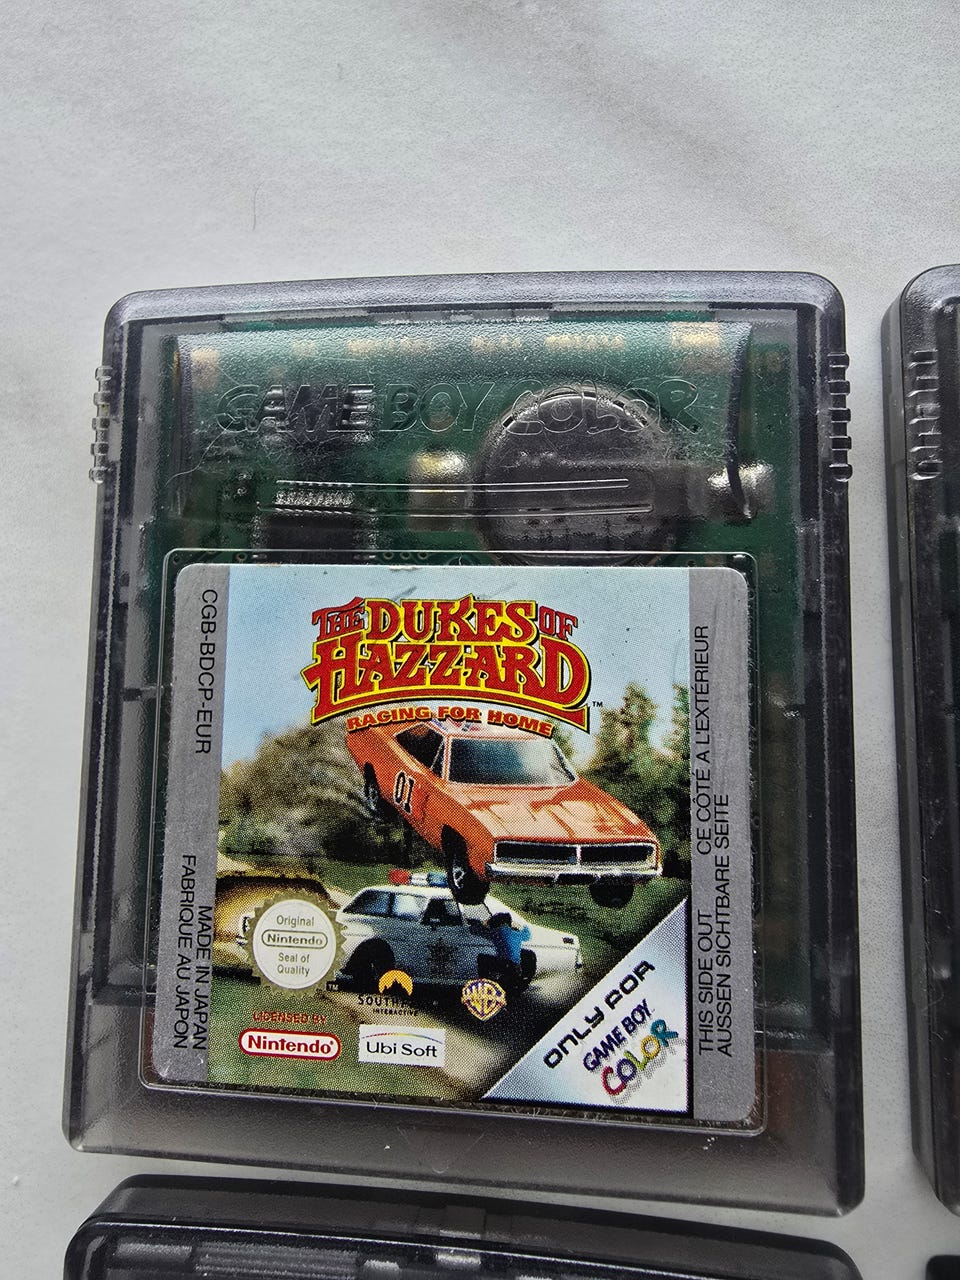 GAME BOY COLOR
CGB-BDCP-EUR
MADE IN JAPAN
FABRIQUE AU JAPON
THE DUKES OF
HAZZARD™
RACING FOR HOME
01
Original
Nintendo
Seal of
Quality
TM
INTERACTIVE
WB
LICENSED BY
Nintendo®
Ubi Soft
ONLY FOR
GAME BOY
COLOR
THIS SIDE OUT CE CÔTÉ A L'EXTÉRIEUR
AUSSEN SICHTBARE SEITE